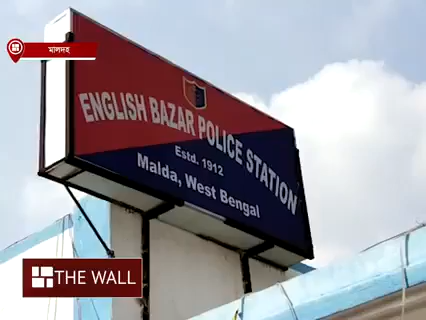 মালদহ
ENGLISH BAZAR POLICE STATION
Estd. 1912
Malda, West Bengal
THE WALL